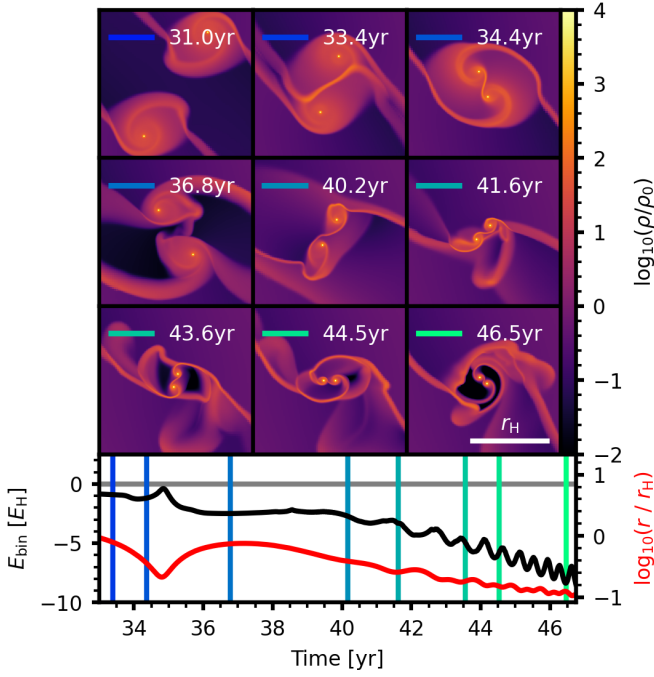 31.0yr 33.4yr 34.4yr
36.8yr 40.2yr 41.6yr
43.6yr 44.5yr 46.5yr
r_H
4
3
2
1
0
−1
−2
log₁₀(ρ/ρ₀)
0
−5
−10
E_bin [E_H]
1
0
−1
log₁₀(r / r_H)
34 36 38 40 42 44 46
Time [yr]